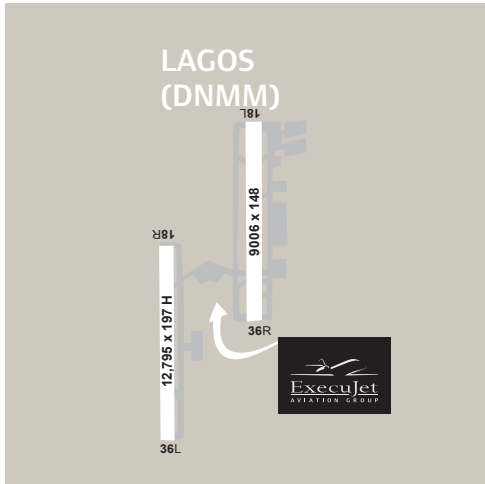 LAGOS
(DNMM)
18L
9006 x 148
18R
12,795 x 197 H
36R
36L
ExecuJet
AVIATION GROUP